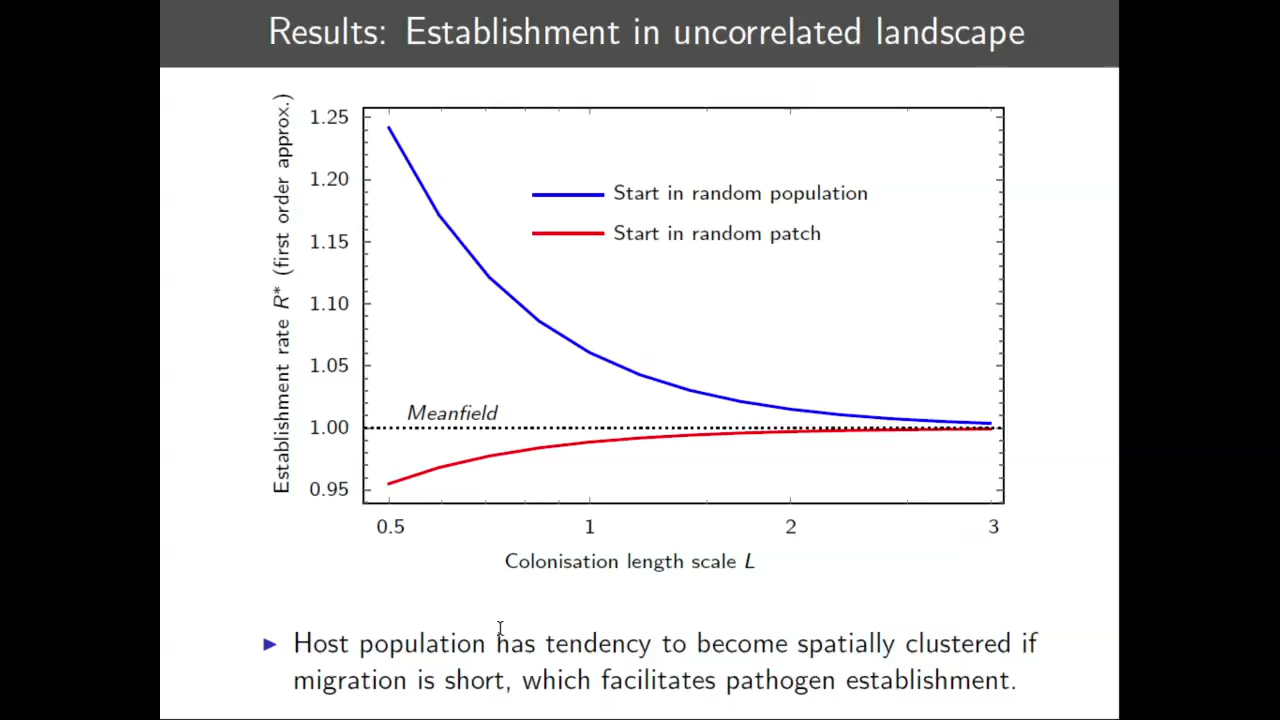 Results: Establishment in uncorrelated landscape
Establishment rate R* (first order approx.)
1.25
1.20
1.15
1.10
1.05
1.00
0.95
Start in random population
Start in random patch
Meanfield
0.5 1 2 3
Colonisation length scale L
Host population has tendency to become spatially clustered if
migration is short, which facilitates pathogen establishment.